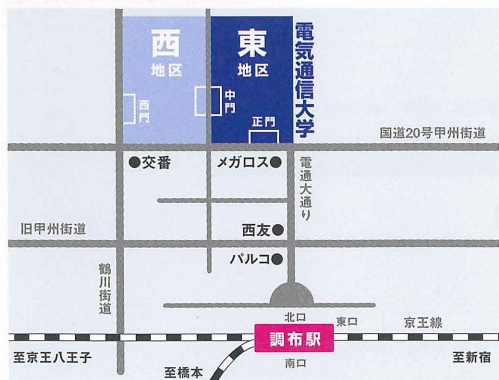 西
地区
東
地区
電気通信大学
西門
中門
正門
国道20号甲州街道
●交番
メガロス●
電通大通り
旧甲州街道
西友●
パルコ●
鶴川街道
北口
東口
京王線
調布駅
至京王八王子
至橋本
南口
至新宿